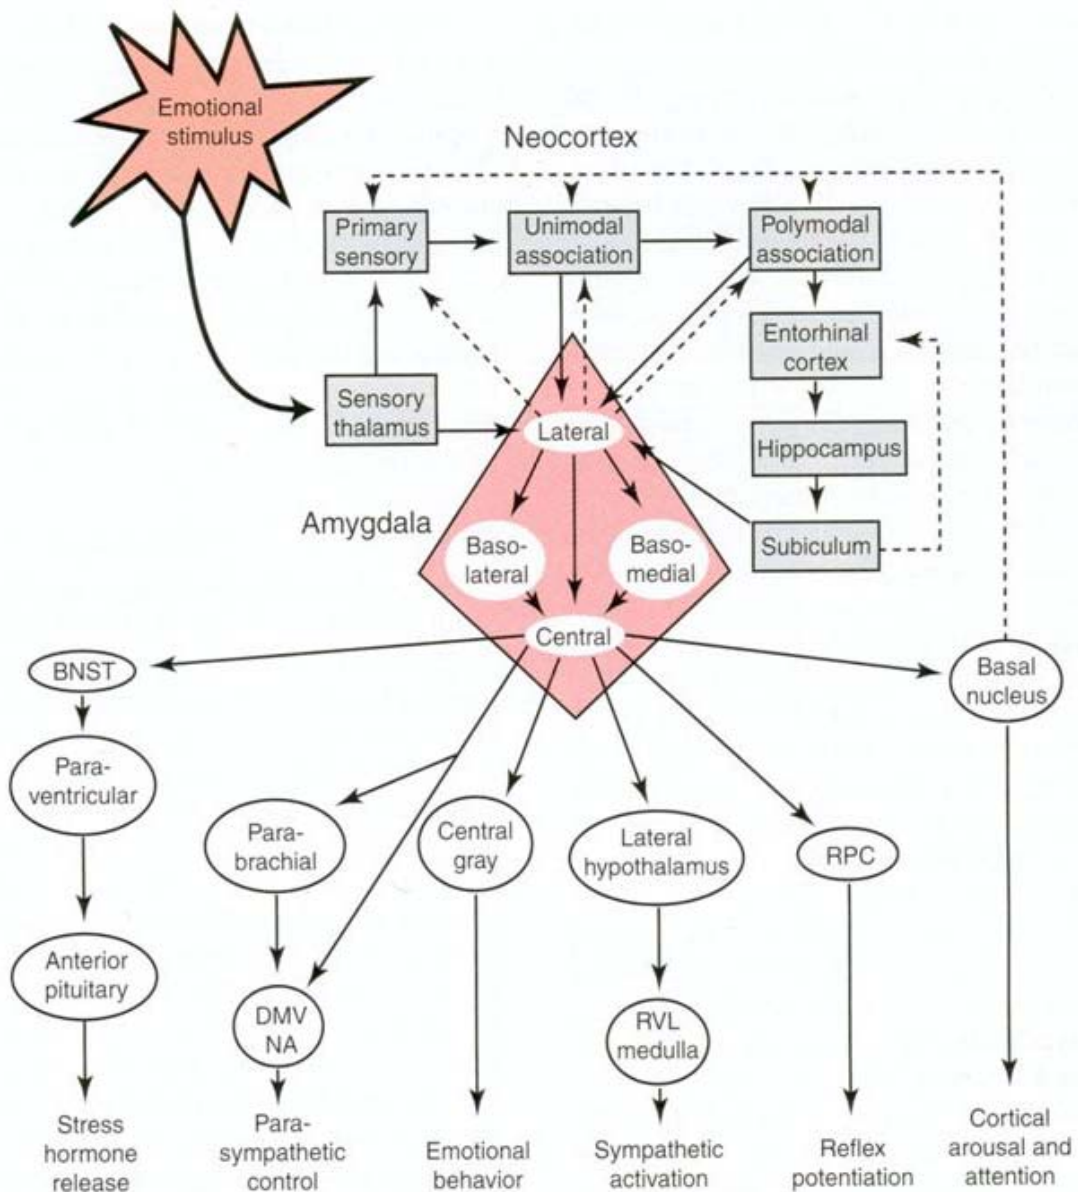 Emotional
stimulus
Neocortex
Primary
sensory
Unimodal
association
Polymodal
association
Entorhinal
cortex
Sensory
thalamus
Lateral
Hippocampus
Amygdala
Baso-
lateral
Baso-
medial
Subiculum
Central
BNST
Basal
nucleus
Para-
ventricular
Para-
brachial
Central
gray
Lateral
hypothalamus
RPC
Anterior
pituitary
DMV
NA
RVL
medulla
Stress
hormone
release
Para-
sympathetic
control
Emotional
behavior
Sympathetic
activation
Reflex
potentiation
Cortical
arousal and
attention